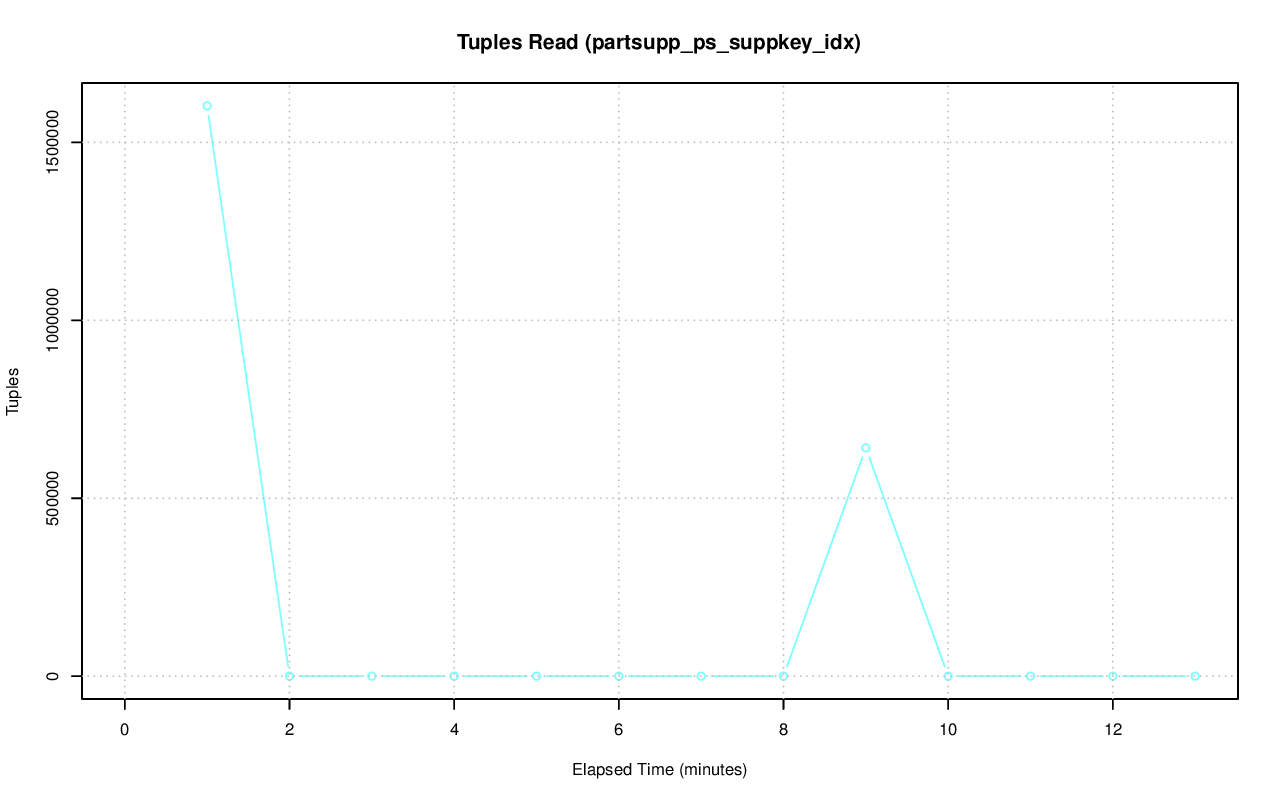 Tuples Read (partsupp_ps_suppkey_idx)
1500000
1000000
500000
0
Tuples
0 2 4 6 8 10 12
Elapsed Time (minutes)